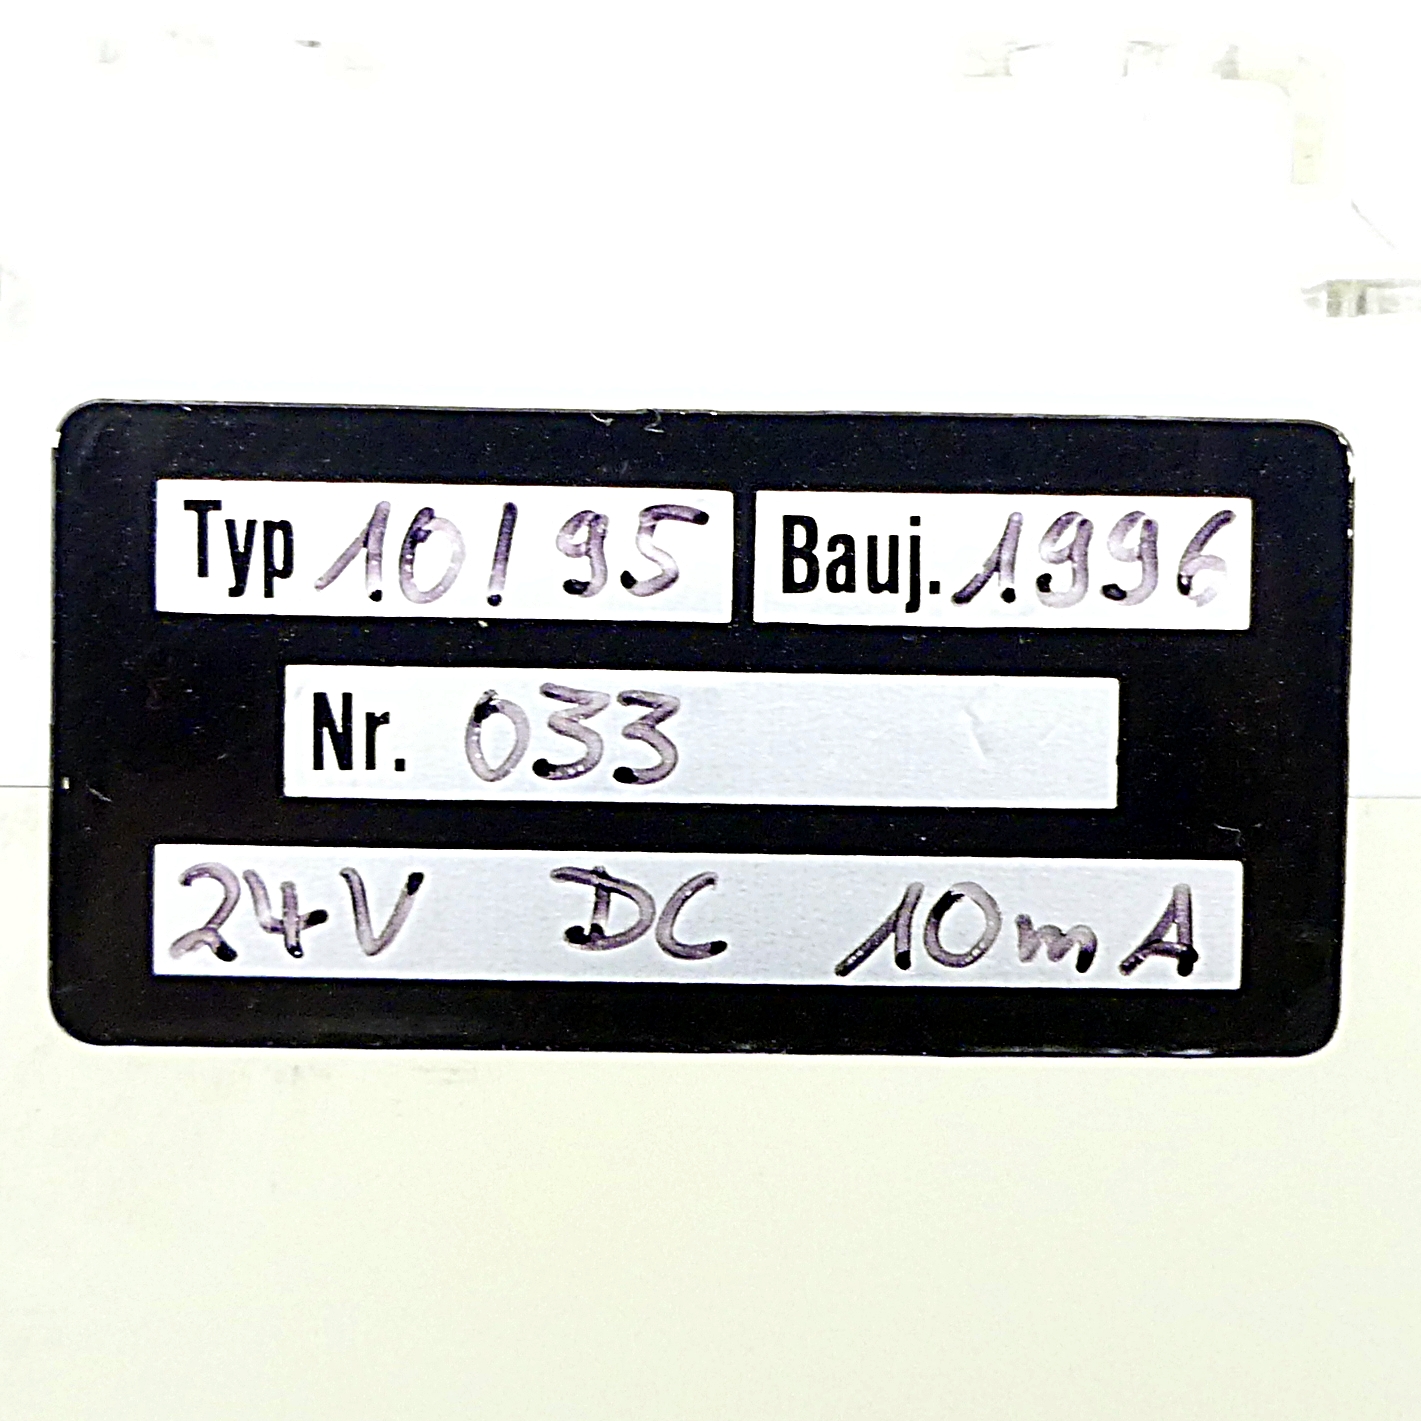 Typ 10/95 Bauj. 1996
Nr. 033
24V DC 10mA